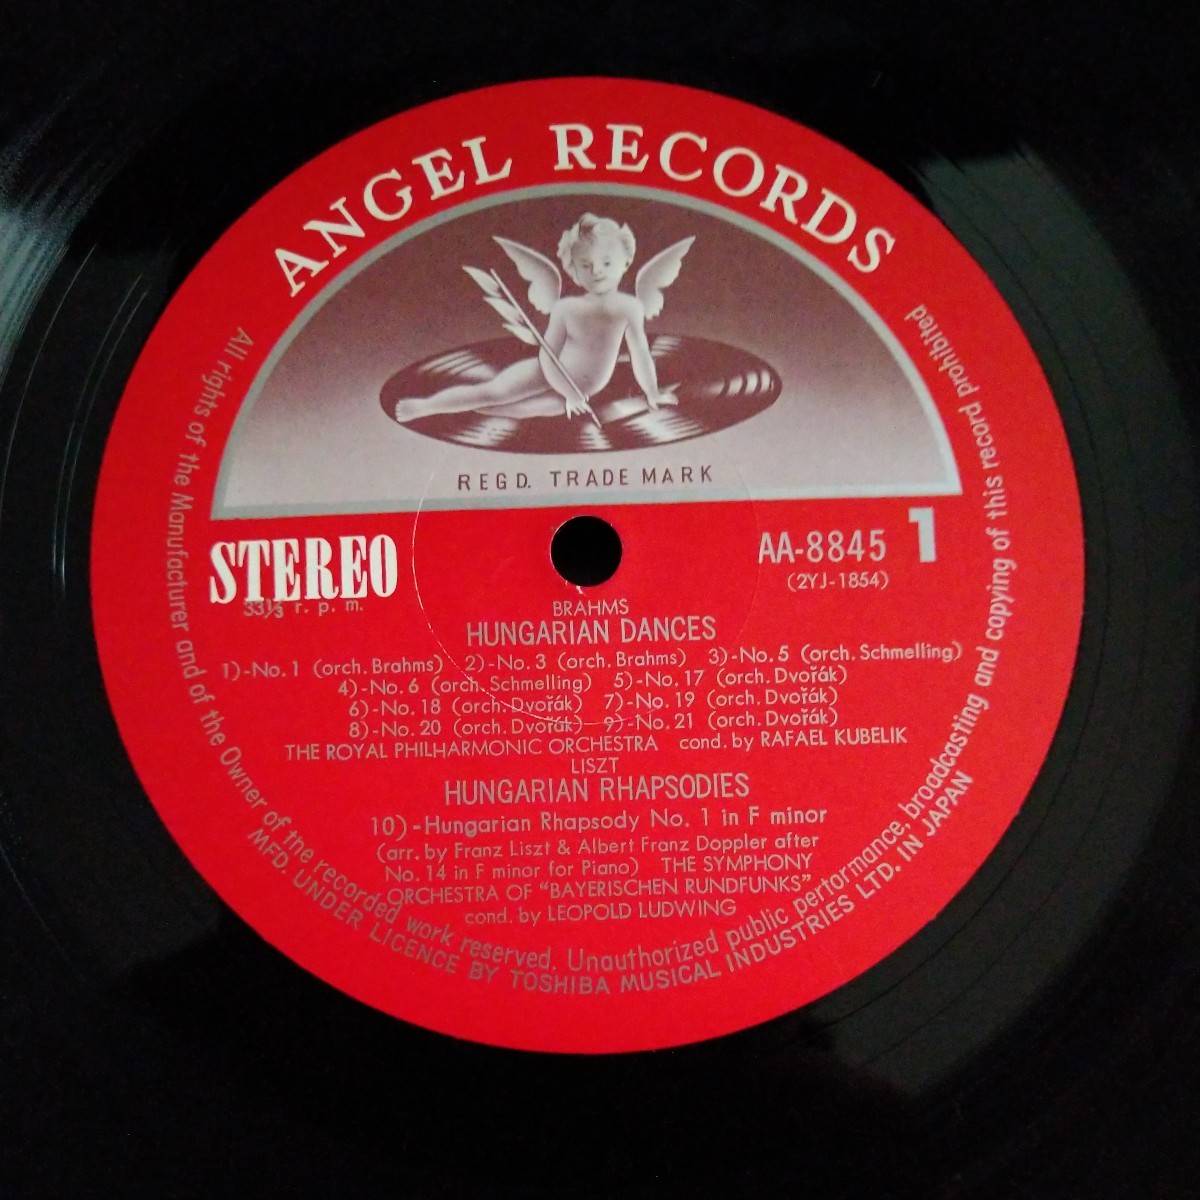 ANGEL RECORDS
REGD. TRADE MARK
STEREO
33⅓ r. p. m.
AA-8845 1
(2YJ-1854)
BRAHMS
HUNGARIAN DANCES
1)-No. 1 (orch. Brahms) 2)-No. 3 (orch. Brahms) 3)-No. 5 (orch. Schmelling)
4)-No. 6 (orch. Schmelling) 5)-No. 17 (orch. Dvořák)
6)-No. 18 (orch. Dvořák) 7)-No. 19 (orch. Dvořák)
8)-No. 20 (orch. Dvořák) 9)-No. 21 (orch. Dvořák)
THE ROYAL PHILHARMONIC ORCHESTRA cond. by RAFAEL KUBELIK
LISZT
HUNGARIAN RHAPSODIES
10)-Hungarian Rhapsody No. 1 in F minor
(arr. by Franz Liszt & Albert Franz Doppler after
No. 14 in F minor for Piano) THE SYMPHONY
ORCHESTRA OF "BAYERISCHEN RUNDFUNKS"
cond. by LEOPOLD LUDWING
All rights of the Manufacturer and of the Owner of the recorded work reserved. Unauthorized public performance, broadcasting and copying of this record prohibited
MFD. UNDER LICENCE BY TOSHIBA MUSICAL INDUSTRIES LTD. IN JAPAN